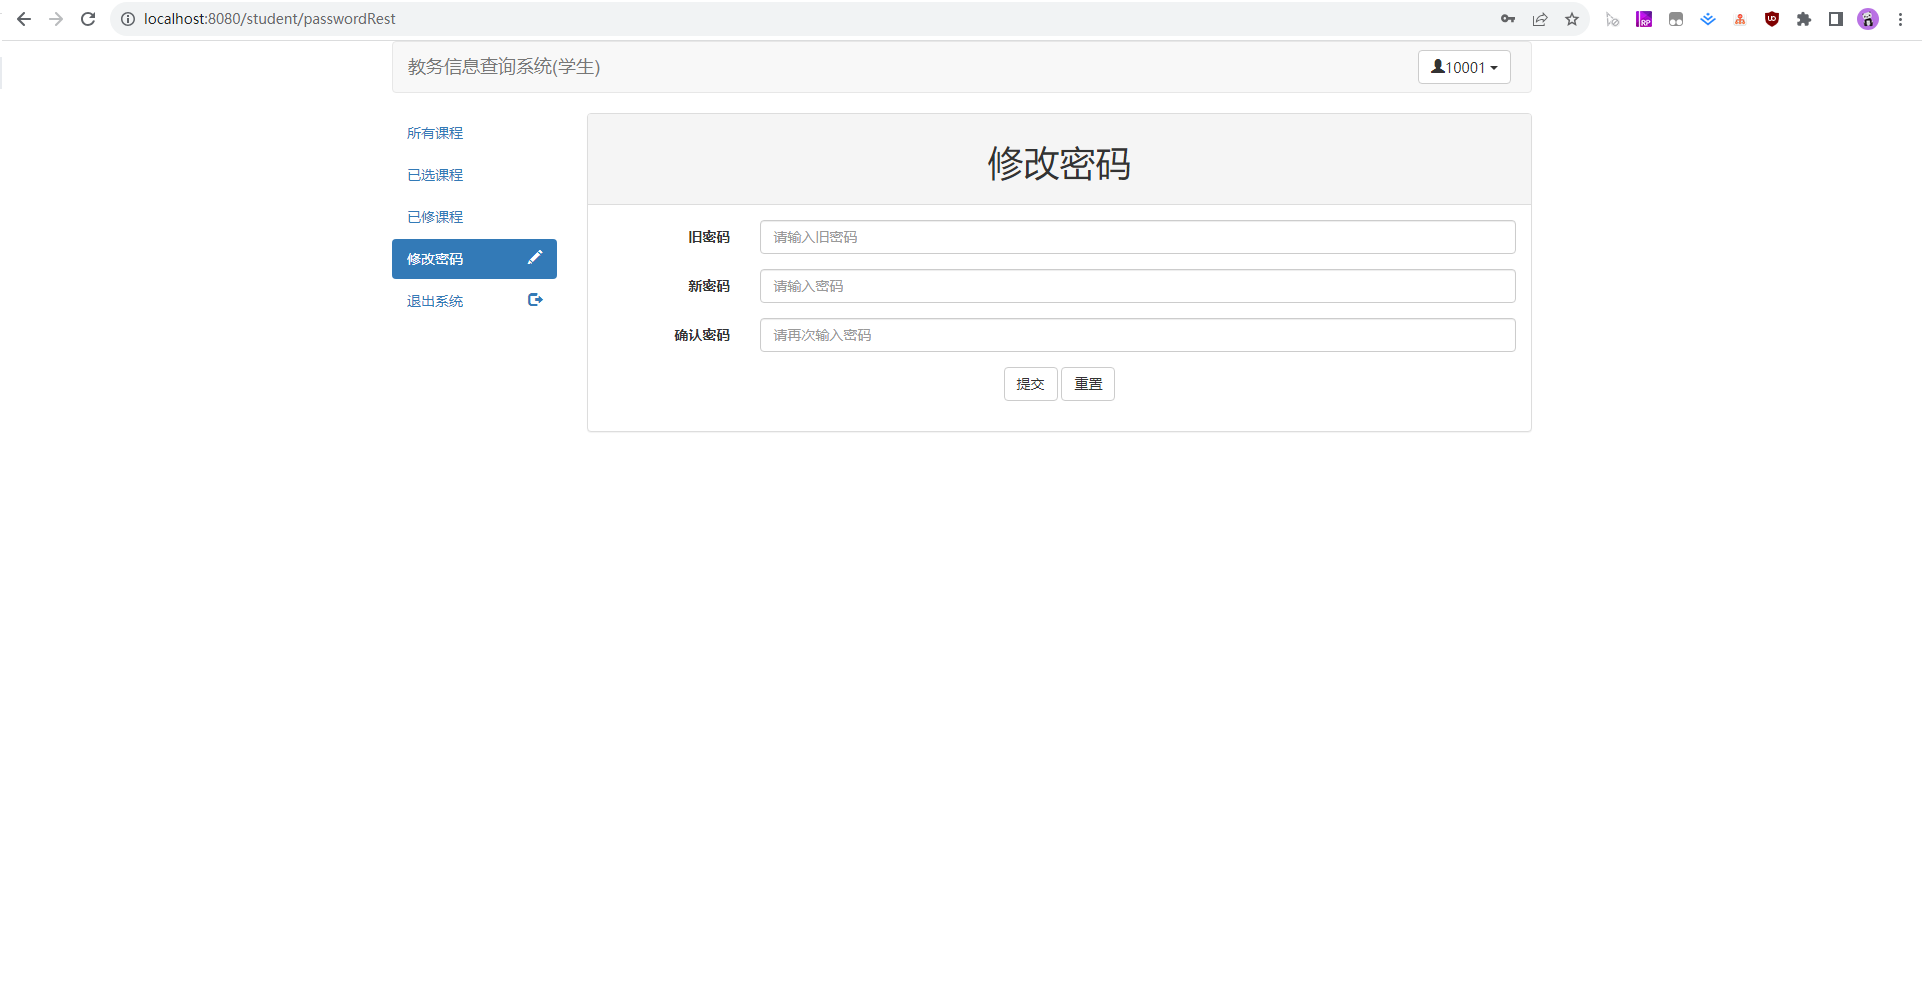 localhost:8080/student/passwordRest
教务信息查询系统(学生)
10001
所有课程
已选课程
已修课程
修改密码
退出系统
修改密码
旧密码
请输入旧密码
新密码
请输入密码
确认密码
请再次输入密码
提交 重置